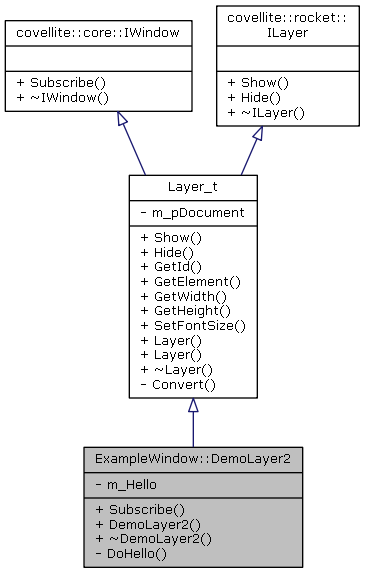 covellite::core::IWindow
+ Subscribe()
+ ~IWindow()
covellite::rocket::
ILayer
+ Show()
+ Hide()
+ ~ILayer()
Layer_t
- m_pDocument
+ Show()
+ Hide()
+ GetId()
+ GetElement()
+ GetWidth()
+ GetHeight()
+ SetFontSize()
+ Layer()
+ Layer()
+ ~Layer()
- Convert()
ExampleWindow::DemoLayer2
- m_Hello
+ Subscribe()
+ DemoLayer2()
+ ~DemoLayer2()
- DoHello()